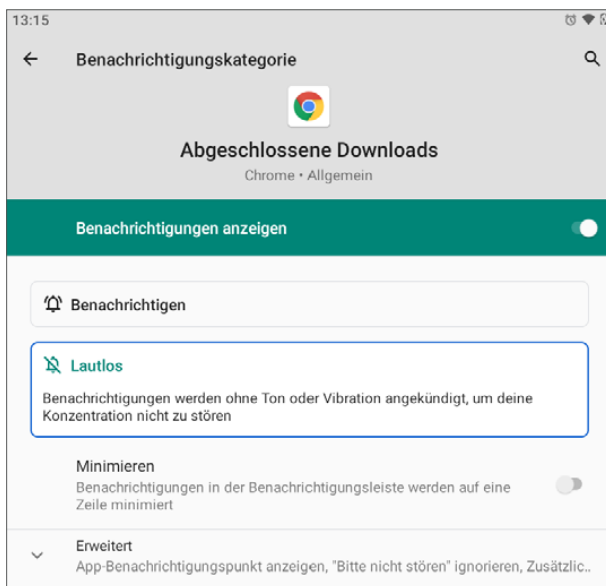 13:15
Benachrichtigungskategorie
Abgeschlossene Downloads
Chrome • Allgemein
Benachrichtigungen anzeigen
Benachrichtigen
Lautlos
Benachrichtigungen werden ohne Ton oder Vibration angekündigt, um deine
Konzentration nicht zu stören
Minimieren
Benachrichtigungen in der Benachrichtigungsleiste werden auf eine
Zeile minimiert
Erweitert
App-Benachrichtigungspunkt anzeigen, "Bitte nicht stören" ignorieren, Zusätzlic..